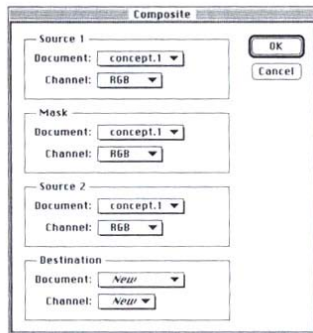 Composite
Source 1
Document: concept.1
Channel: RGB
OK
Cancel
Mask
Document: concept.1
Channel: RGB
Source 2
Document: concept.1
Channel: RGB
Destination
Document: New
Channel: New